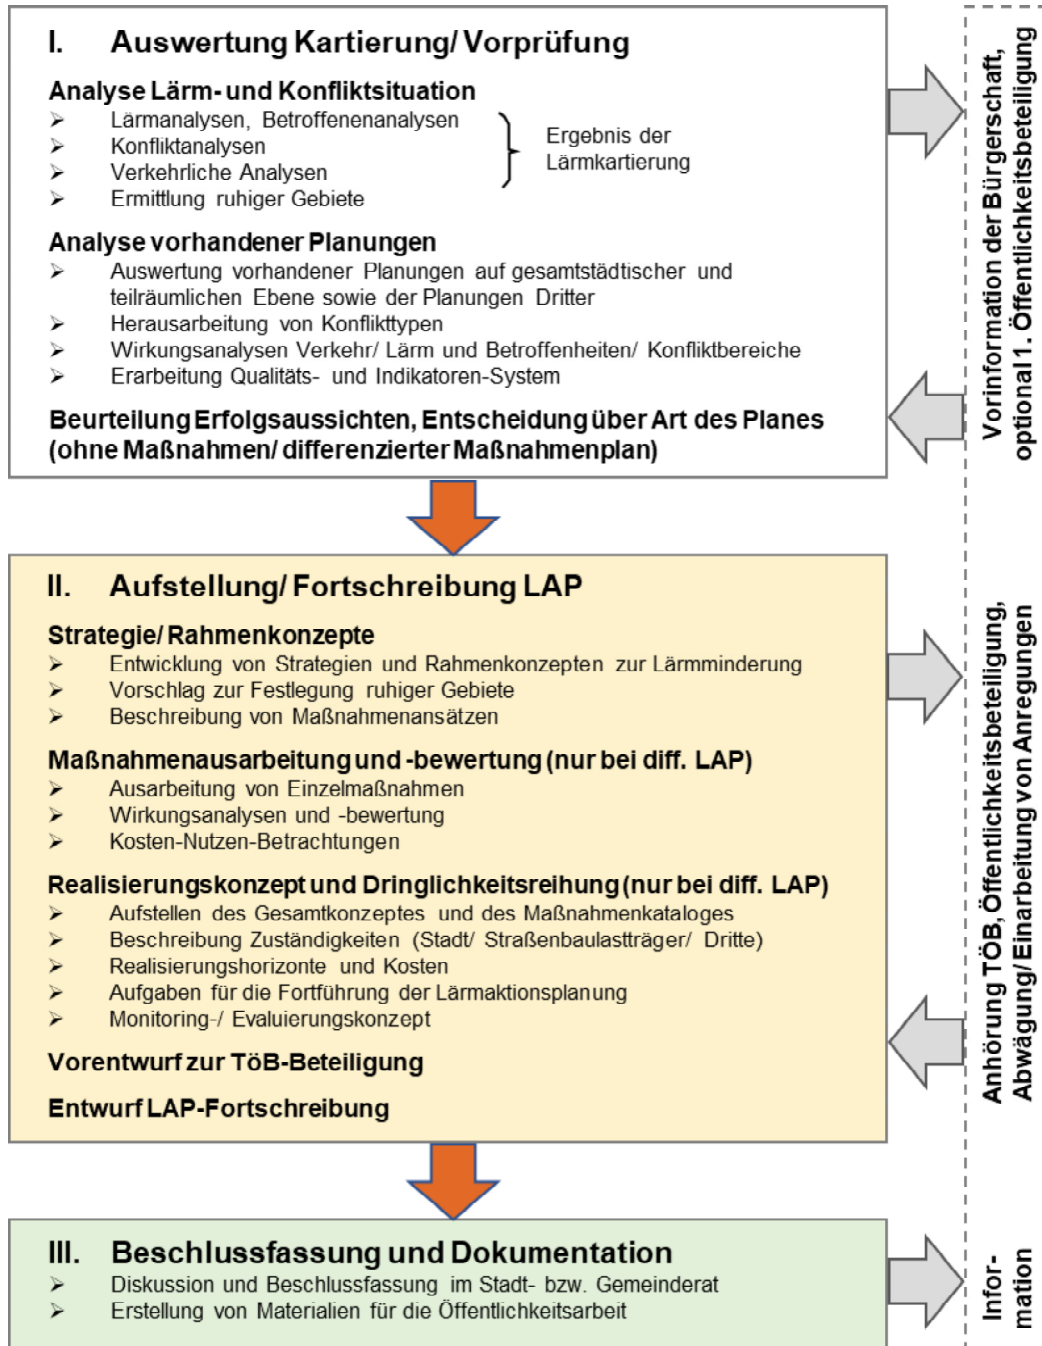 I. Auswertung Kartierung/ Vorprüfung
Analyse Lärm- und Konfliktsituation
➢ Lärmanalysen, Betroffenenanalysen
➢ Konfliktanalysen
➢ Verkehrliche Analysen
➢ Ermittlung ruhiger Gebiete
Ergebnis der
Lärmkartierung
Analyse vorhandener Planungen
➢ Auswertung vorhandener Planungen auf gesamtstädtischer und
teilräumlichen Ebene sowie der Planungen Dritter
➢ Herausarbeitung von Konflikttypen
➢ Wirkungsanalysen Verkehr/ Lärm und Betroffenheiten/ Konfliktbereiche
➢ Erarbeitung Qualitäts- und Indikatoren-System
Beurteilung Erfolgsaussichten, Entscheidung über Art des Planes
(ohne Maßnahmen/ differenzierter Maßnahmenplan)
Vorinformation der Bürgerschaft,
optional 1. Öffentlichkeitsbeteiligung
II. Aufstellung/ Fortschreibung LAP
Strategie/ Rahmenkonzepte
➢ Entwicklung von Strategien und Rahmenkonzepten zur Lärmminderung
➢ Vorschlag zur Festlegung ruhiger Gebiete
➢ Beschreibung von Maßnahmenansätzen
Maßnahmenausarbeitung und -bewertung (nur bei diff. LAP)
➢ Ausarbeitung von Einzelmaßnahmen
➢ Wirkungsanalysen und -bewertung
➢ Kosten-Nutzen-Betrachtungen
Realisierungskonzept und Dringlichkeitsreihung (nur bei diff. LAP)
➢ Aufstellen des Gesamtkonzeptes und des Maßnahmenkataloges
➢ Beschreibung Zuständigkeiten (Stadt/ Straßenbaulastträger/ Dritte)
➢ Realisierungshorizonte und Kosten
➢ Aufgaben für die Fortführung der Lärmaktionsplanung
➢ Monitoring-/ Evaluierungskonzept
Vorentwurf zur TöB-Beteiligung
Entwurf LAP-Fortschreibung
Anhörung TÖB, Öffentlichkeitsbeteiligung,
Abwägung/ Einarbeitung von Anregungen
III. Beschlussfassung und Dokumentation
➢ Diskussion und Beschlussfassung im Stadt- bzw. Gemeinderat
➢ Erstellung von Materialien für die Öffentlichkeitsarbeit
Infor-
mation